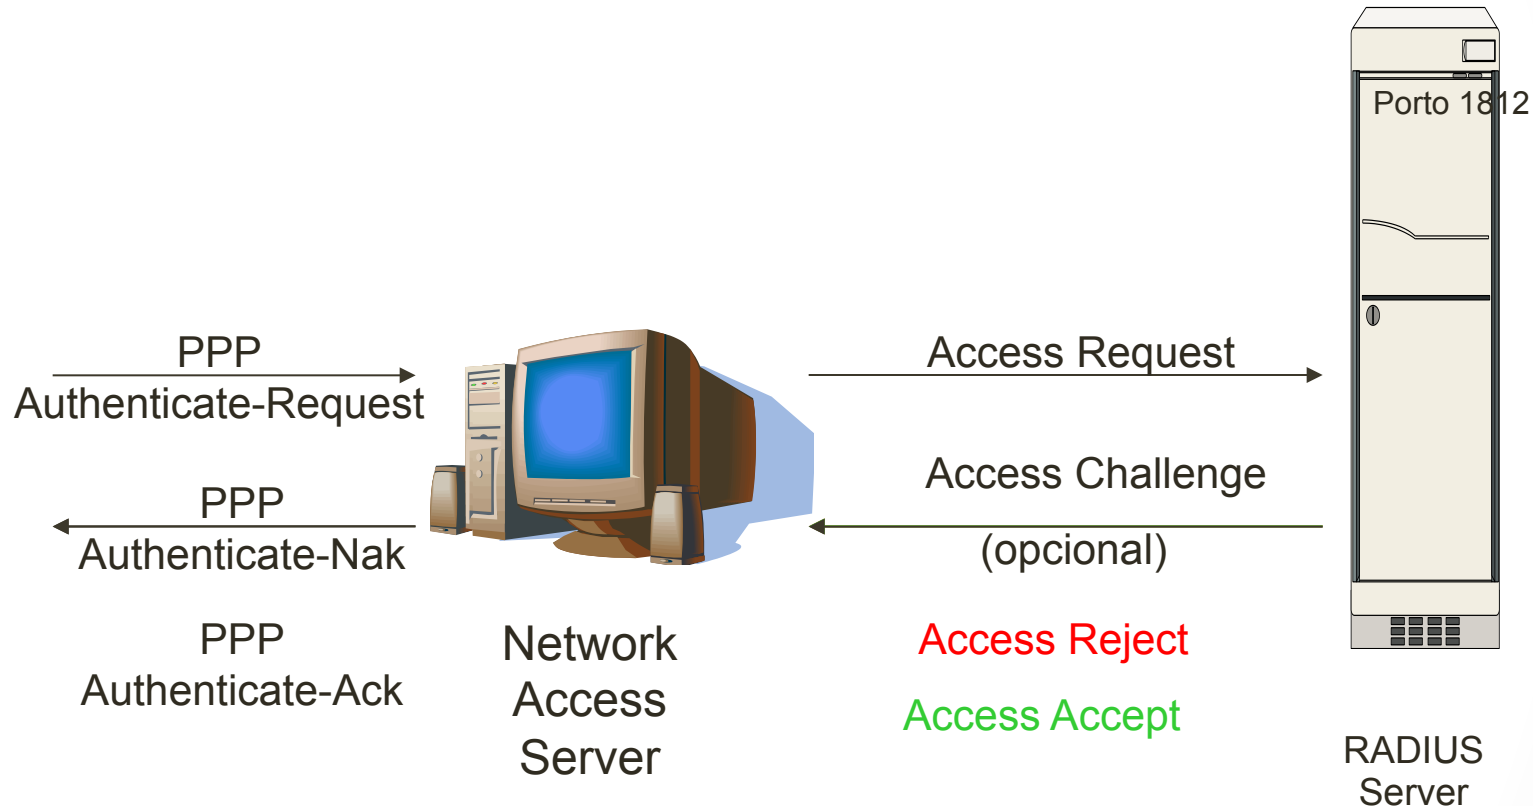 Porto 1812
PPP
Authenticate-Request
Access Request
PPP
Authenticate-Nak
Access Challenge
(opcional)
PPP
Authenticate-Ack
Network
Access
Server
Access Reject
Access Accept
RADIUS
Server